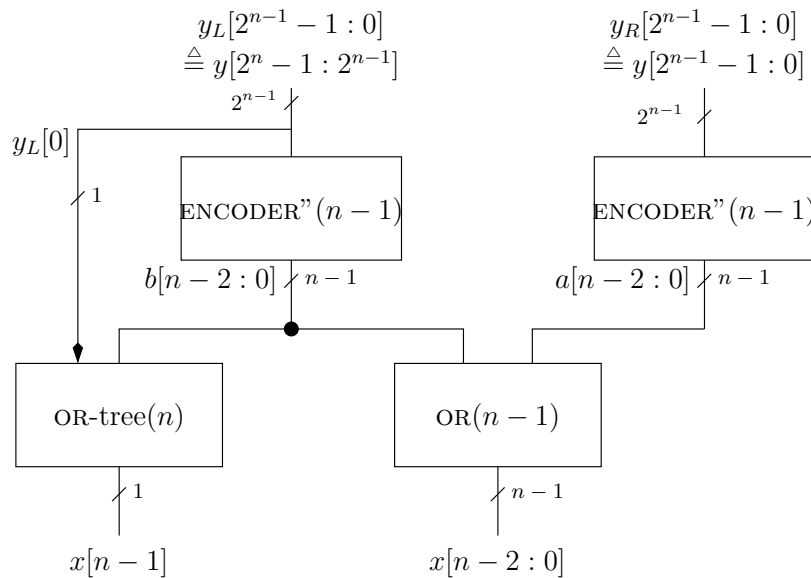 y_L[2^{n-1} - 1 : 0]
≜ y[2^n - 1 : 2^{n-1}]
y_R[2^{n-1} - 1 : 0]
≜ y[2^{n-1} - 1 : 0]
2^{n-1}
2^{n-1}
y_L[0]
1
ENCODER”(n - 1)
ENCODER”(n - 1)
b[n - 2 : 0]
n - 1
a[n - 2 : 0]
n - 1
OR-tree(n)
OR(n - 1)
1
n - 1
x[n - 1]
x[n - 2 : 0]